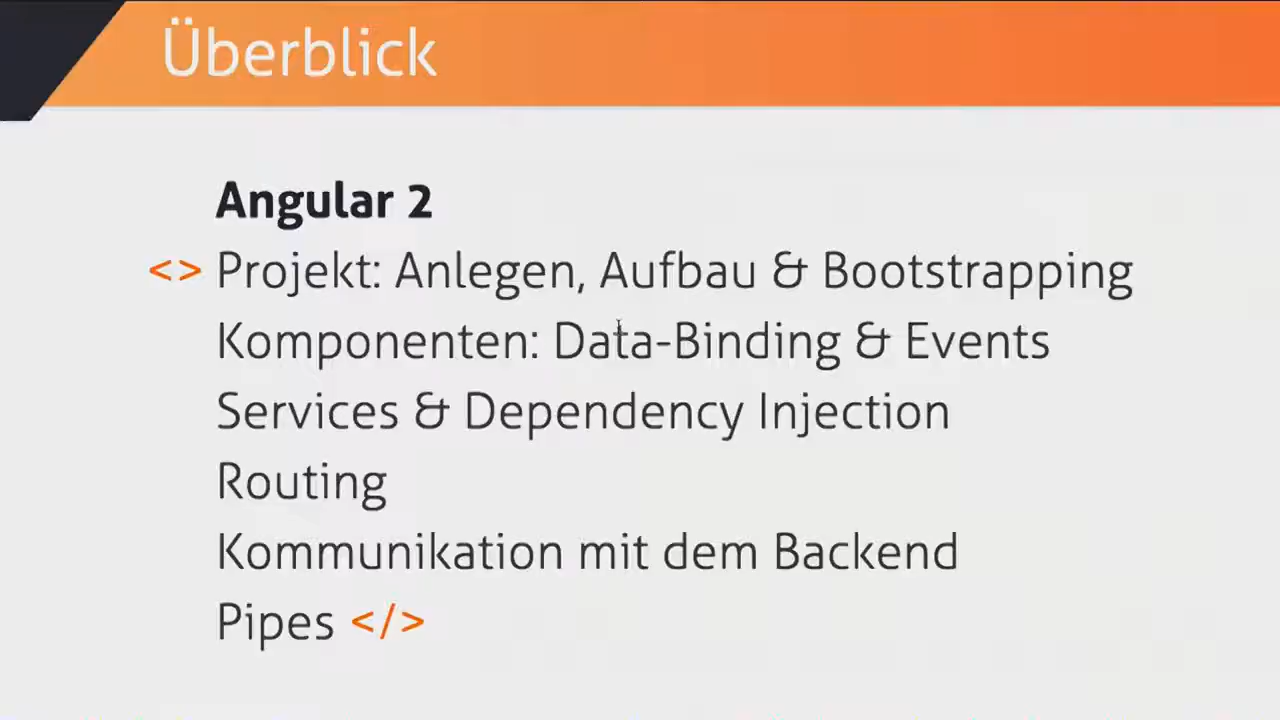 Überblick
Angular 2
<> Projekt: Anlegen, Aufbau & Bootstrapping
Komponenten: Data-Binding & Events
Services & Dependency Injection
Routing
Kommunikation mit dem Backend
Pipes </>